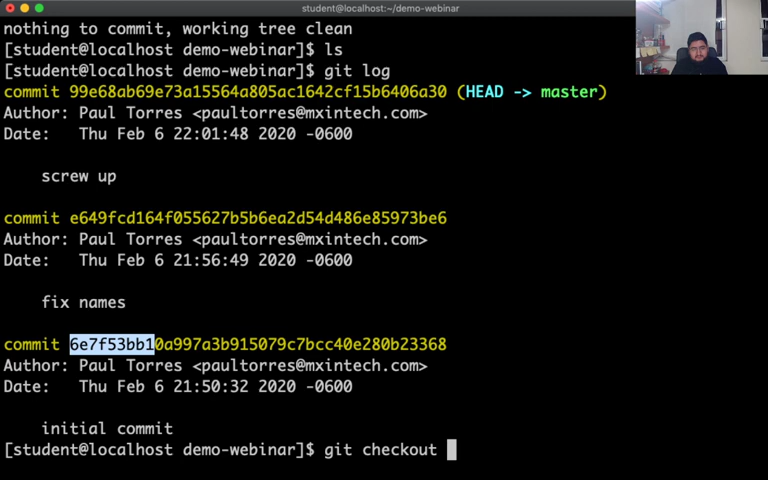 student@localhost:~/demo-webinar
nothing to commit, working tree clean
[student@localhost demo-webinar]$ ls
[student@localhost demo-webinar]$ git log
commit 99e68ab69e73a15564a805ac1642cf15b6406a30 (HEAD -> master)
Author: Paul Torres <paultorres@mxintech.com>
Date:   Thu Feb 6 22:01:48 2020 -0600
screw up
commit e649fcd164f055627b5b6ea2d54d486e85973be6
Author: Paul Torres <paultorres@mxintech.com>
Date:   Thu Feb 6 21:56:49 2020 -0600
fix names
commit 6e7f53bb10a997a3b915079c7bcc40e280b23368
Author: Paul Torres <paultorres@mxintech.com>
Date:   Thu Feb 6 21:50:32 2020 -0600
initial commit
[student@localhost demo-webinar]$ git checkout